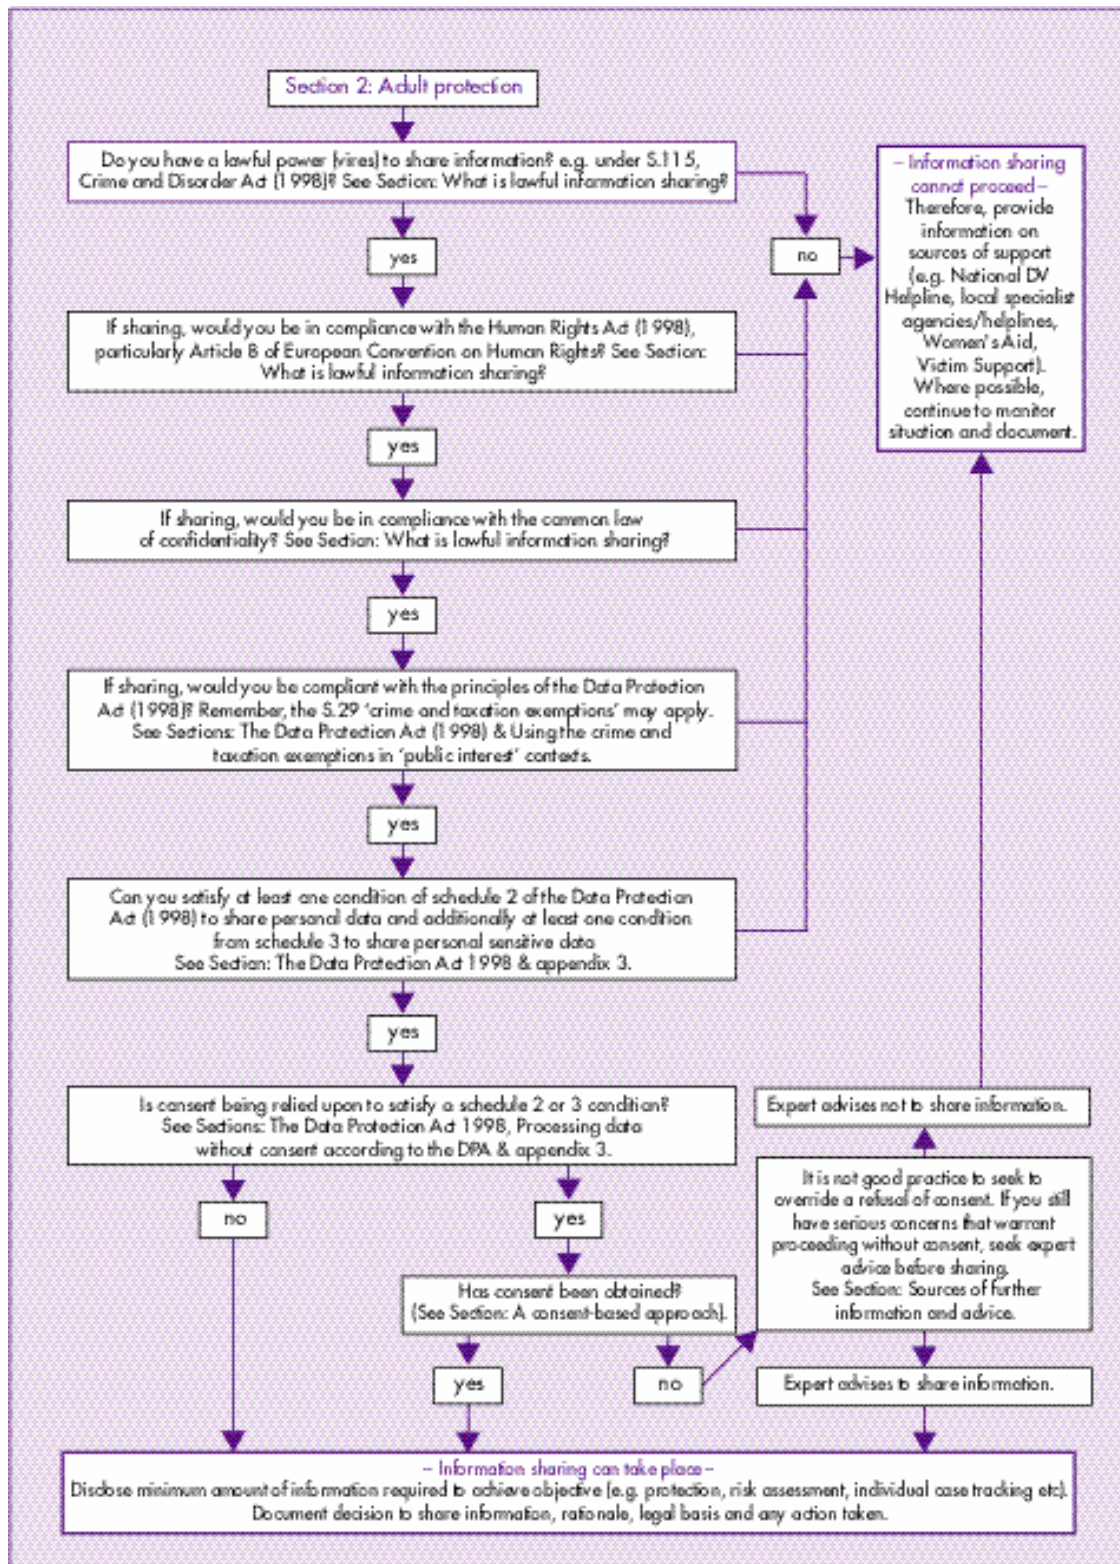 Section 2: Adult protection
Do you have a lawful power (vires) to share information? e.g. under S.115,
Crime and Disorder Act (1998)? See Section: What is lawful information sharing?
– Information sharing
cannot proceed –
Therefore, provide
information on
sources of support
(e.g. National DV
Helpline, local specialist
agencies/helplines,
Women's Aid,
Victim Support).
Where possible,
continue to monitor
situation and document.
yes
no
If sharing, would you be in compliance with the Human Rights Act (1998),
particularly Article 8 of European Convention on Human Rights? See Section:
What is lawful information sharing?
yes
If sharing, would you be in compliance with the common law
of confidentiality? See Section: What is lawful information sharing?
yes
If sharing, would you be compliant with the principles of the Data Protection
Act (1998)? Remember, the S.29 ‘crime and taxation exemptions’ may apply.
See Sections: The Data Protection Act (1998) & Using the crime and
taxation exemptions in ‘public interest’ contexts.
yes
Can you satisfy at least one condition of schedule 2 of the Data Protection
Act (1998) to share personal data and additionally at least one condition
from schedule 3 to share personal sensitive data
See Section: The Data Protection Act 1998 & appendix 3.
yes
Is consent being relied upon to satisfy a schedule 2 or 3 condition?
See Sections: The Data Protection Act 1998, Processing data
without consent according to the DPA & appendix 3.
Expert advises not to share information.
no
yes
It is not good practice to seek to
override a refusal of consent. If you still
have serious concerns that warrant
proceeding without consent, seek expert
advice before sharing.
See Section: Sources of further
information and advice.
Has consent been obtained?
(See Section: A consent-based approach).
yes
no
Expert advises to share information.
– Information sharing can take place –
Disclose minimum amount of information required to achieve objective (e.g. protection, risk assessment, individual case tracking etc).
Document decision to share information, rationale, legal basis and any action taken.